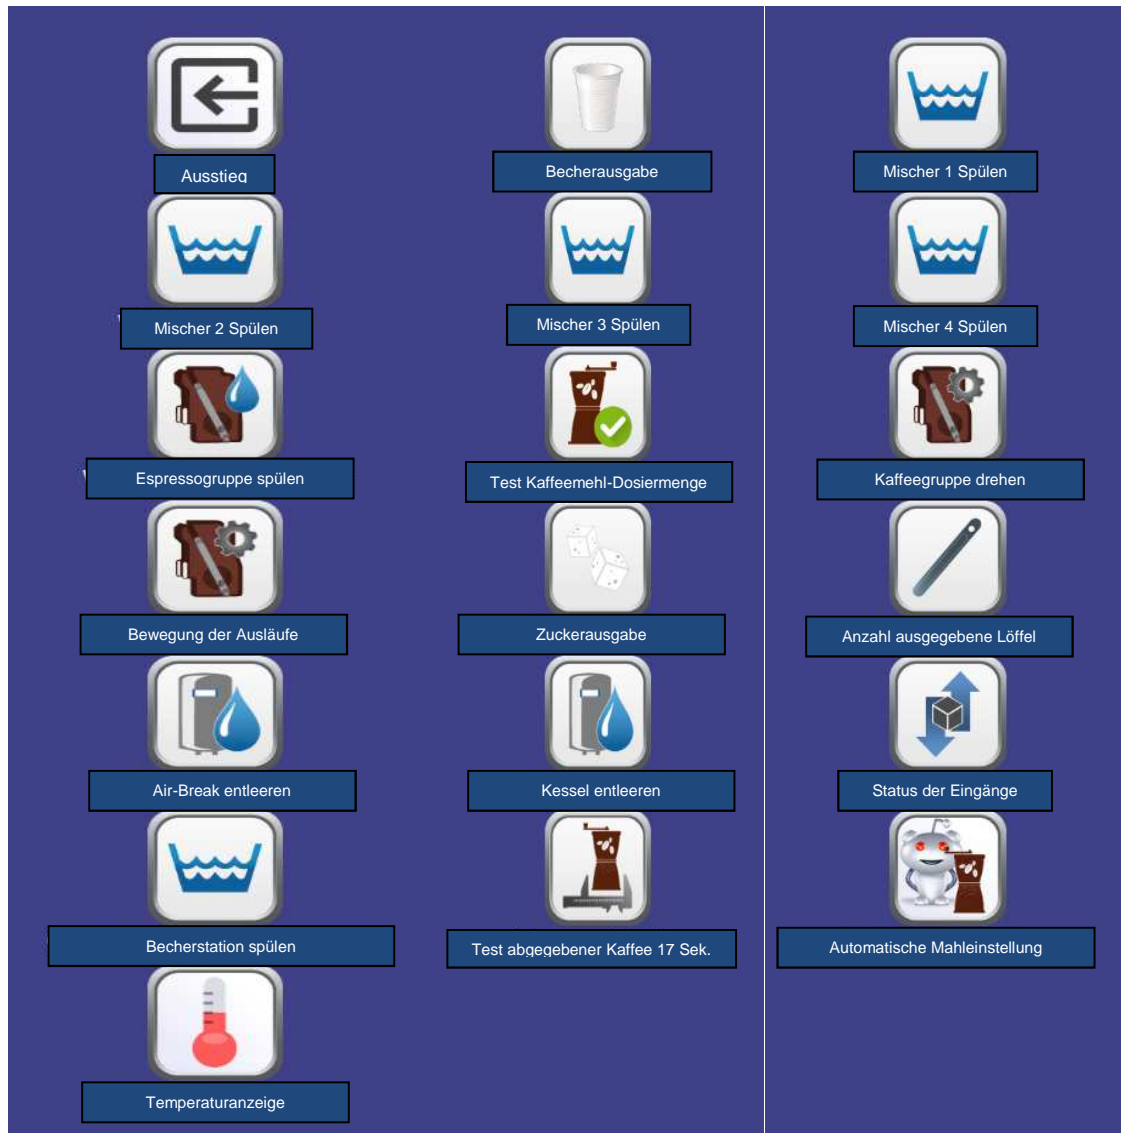 Ausstieg
Becherausgabe
Mischer 1 Spülen
Mischer 2 Spülen
Mischer 3 Spülen
Mischer 4 Spülen
Espressogruppe spülen
Test Kaffeemehl-Dosiermenge
Kaffeegruppe drehen
Bewegung der Ausläufe
Zuckerausgabe
Anzahl ausgegebene Löffel
Air-Break entleeren
Kessel entleeren
Status der Eingänge
Becherstation spülen
Test abgegebener Kaffee 17 Sek.
Automatische Mahleinstellung
Temperaturanzeige